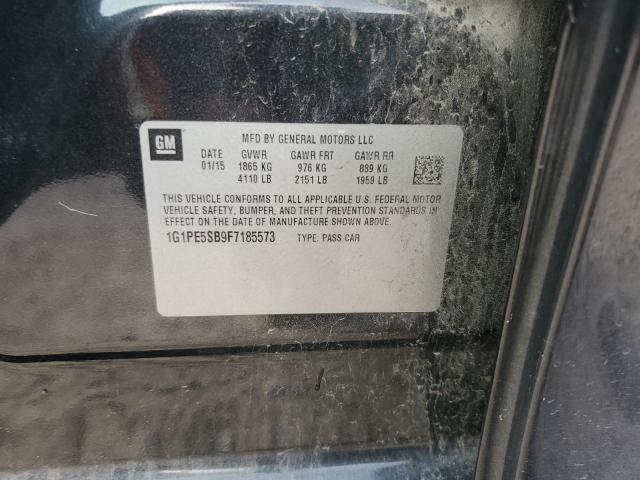 GM
MFD BY GENERAL MOTORS LLC
DATE GVWR GAWR FRT GAWR RR
01/15 1865 KG 976 KG 889 KG
4110 LB 2151 LB 1959 LB
THIS VEHICLE CONFORMS TO ALL APPLICABLE U.S. FEDERAL MOTOR
VEHICLE SAFETY, BUMPER, AND THEFT PREVENTION STANDARDS IN
EFFECT ON THE DATE OF MANUFACTURE SHOWN ABOVE.
1G1PE5SB9F7185573 TYPE: PASS CAR